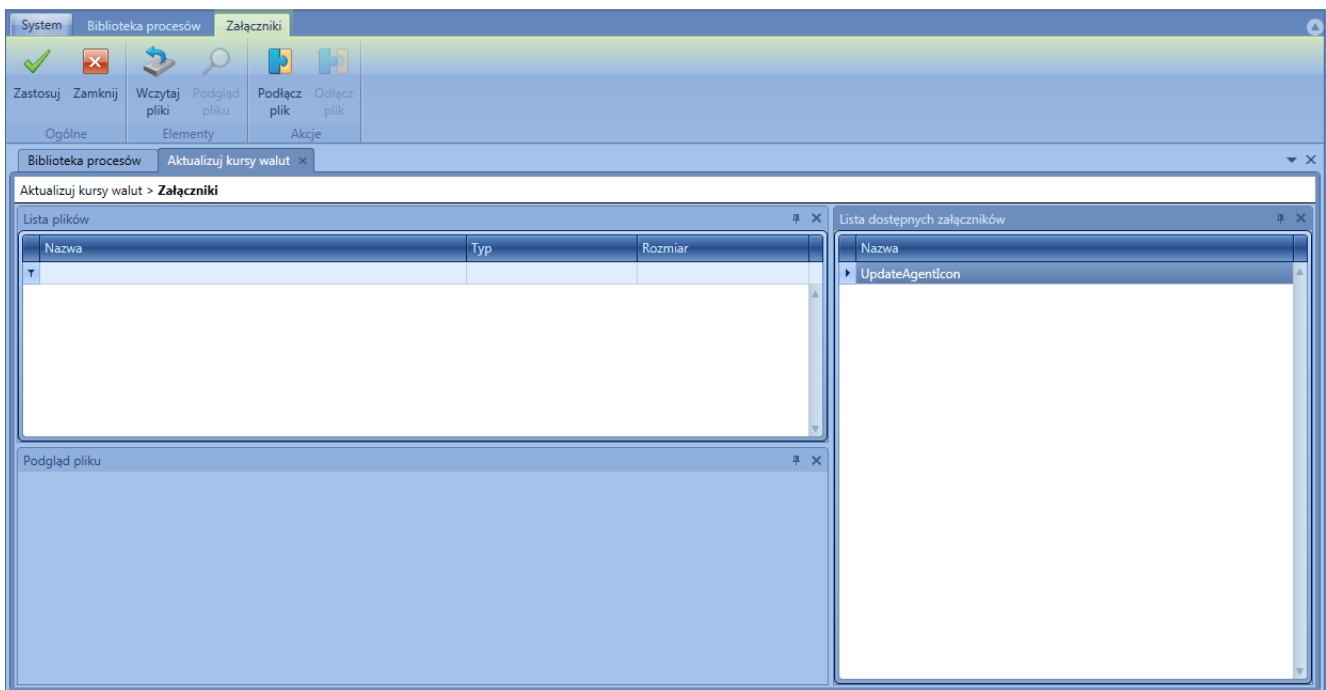 System Biblioteka procesów Załączniki
Zastosuj Zamknij Wczytaj pliki Podgląd pliku Podłącz plik Odłącz plik
Ogólne Elementy Akcje
Biblioteka procesów Aktualizuj kursy walut
Aktualizuj kursy walut > Załączniki
Lista plików
Nazwa Typ Rozmiar
Podgląd pliku
Lista dostępnych załączników
Nazwa
UpdateAgentIcon